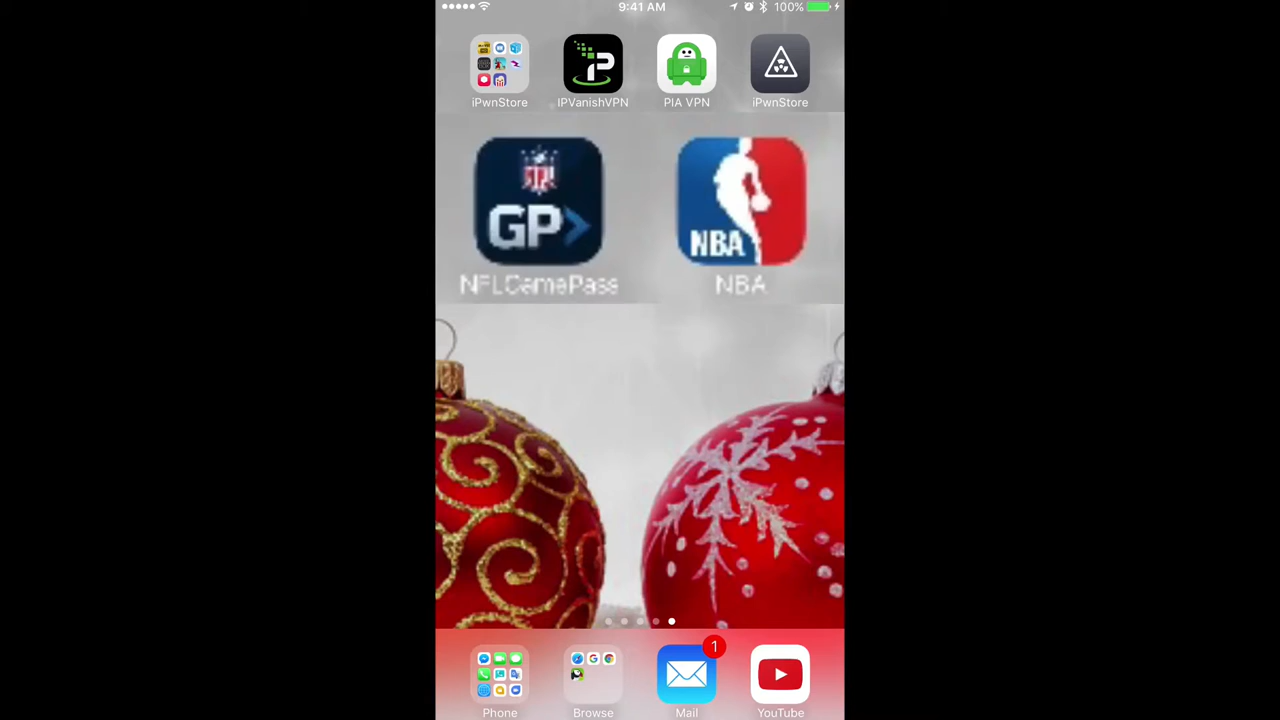 9:41 AM 100%
iPwnStore IPVanishVPN PIA VPN iPwnStore
GP
NBA
NFLGamePass NBA
1
Phone Browse Mail YouTube